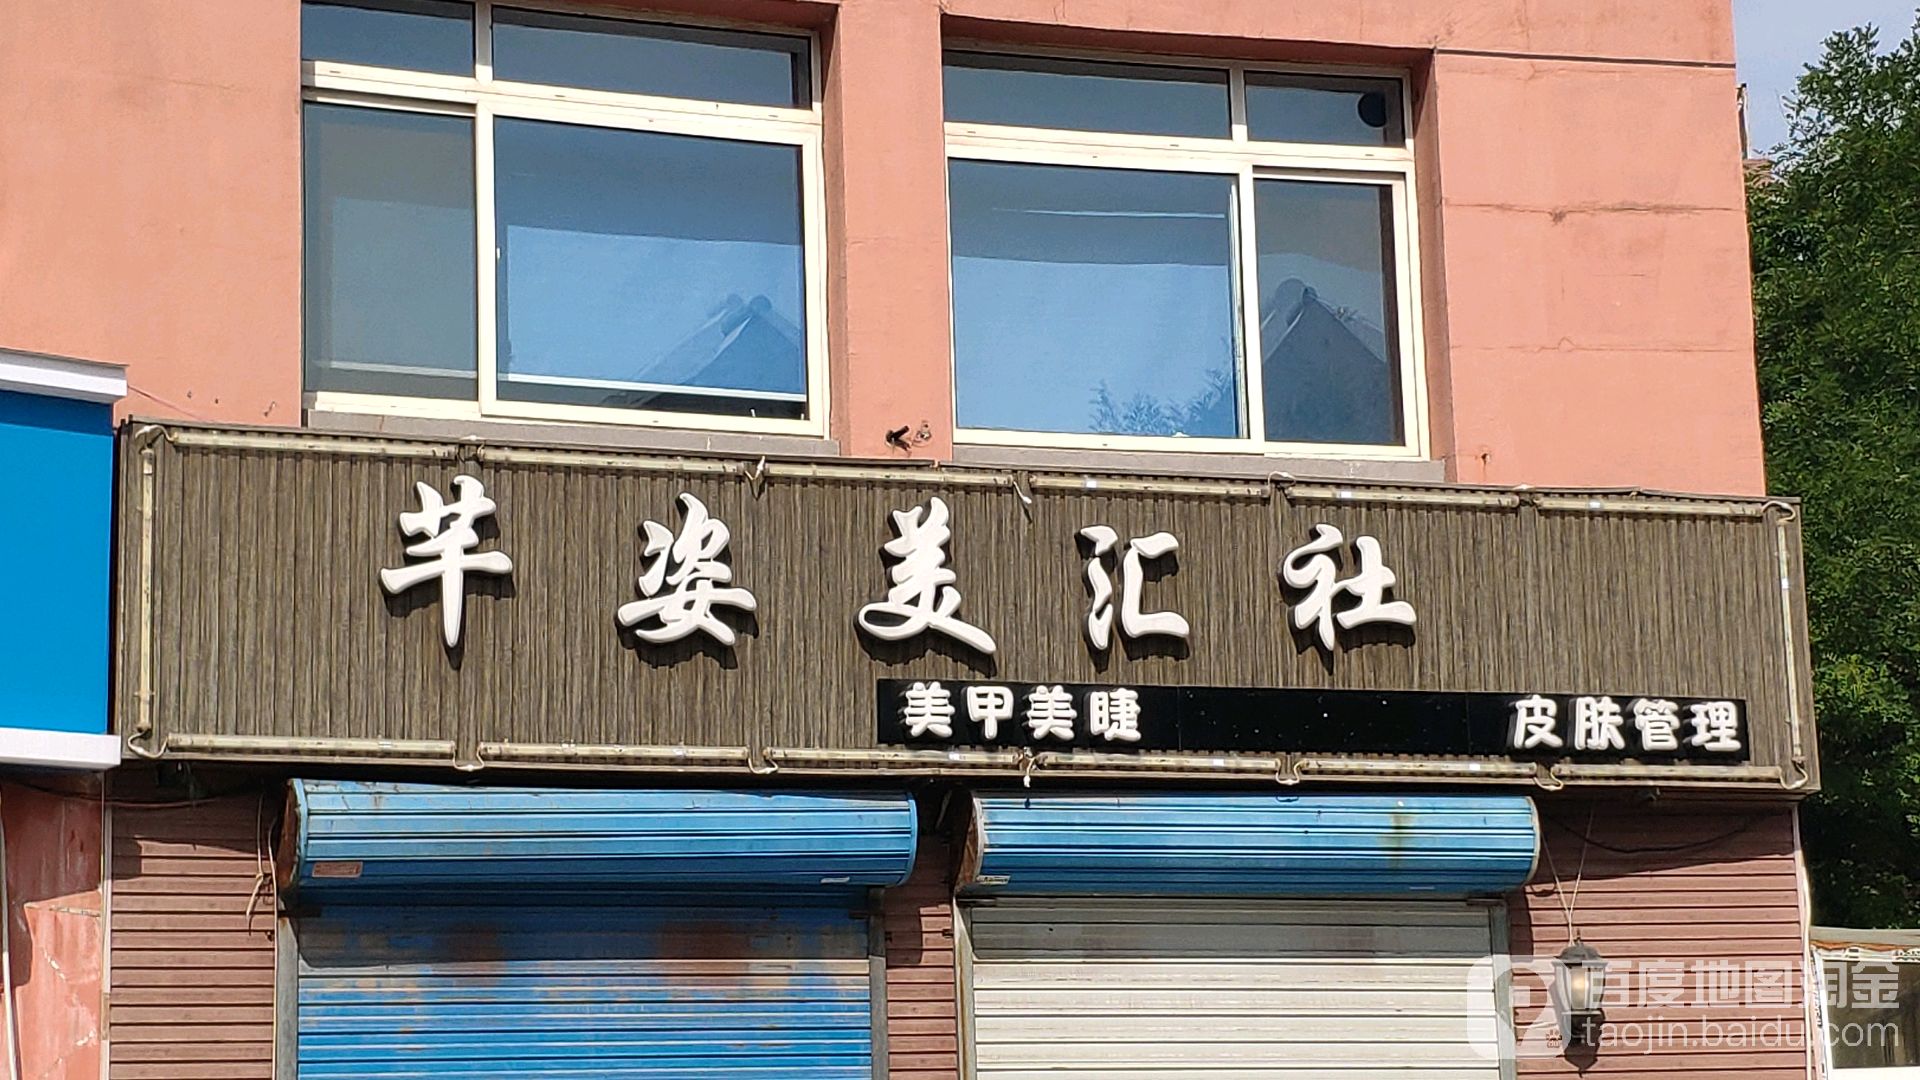 芊姿美汇社
美甲美睫 皮肤管理
百度地图淘金
taojin.baidu.com